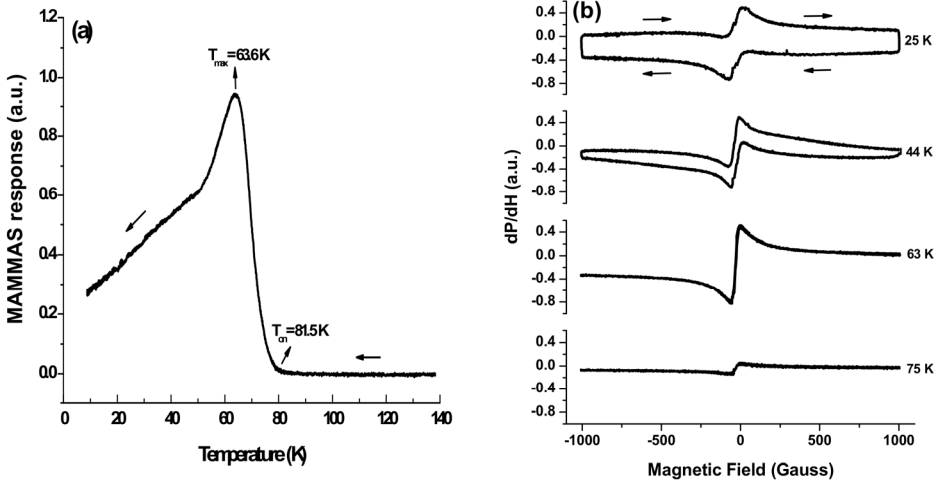 (a)
1.2
1.0
0.8
0.6
0.4
0.2
0.0
MAMMAS response (a.u.)
Tmax=63.6K
Ton=81.5K
0 20 40 60 80 100 120 140
Temperature (K)
(b)
0.4
0.0
-0.4
-0.8
25 K
0.4
0.0
-0.4
-0.8
44 K
0.4
0.0
-0.4
-0.8
63 K
0.4
0.0
-0.4
-0.8
75 K
dP/dH (a.u.)
-1000 -500 0 500 1000
Magnetic Field (Gauss)